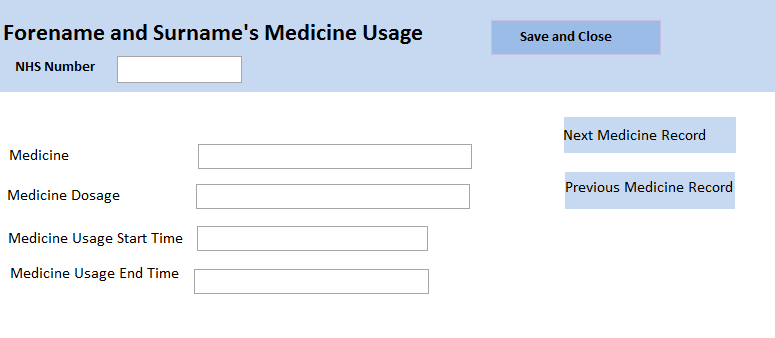 Forename and Surname's Medicine Usage
Save and Close
NHS Number
Next Medicine Record
Medicine
Previous Medicine Record
Medicine Dosage
Medicine Usage Start Time
Medicine Usage End Time